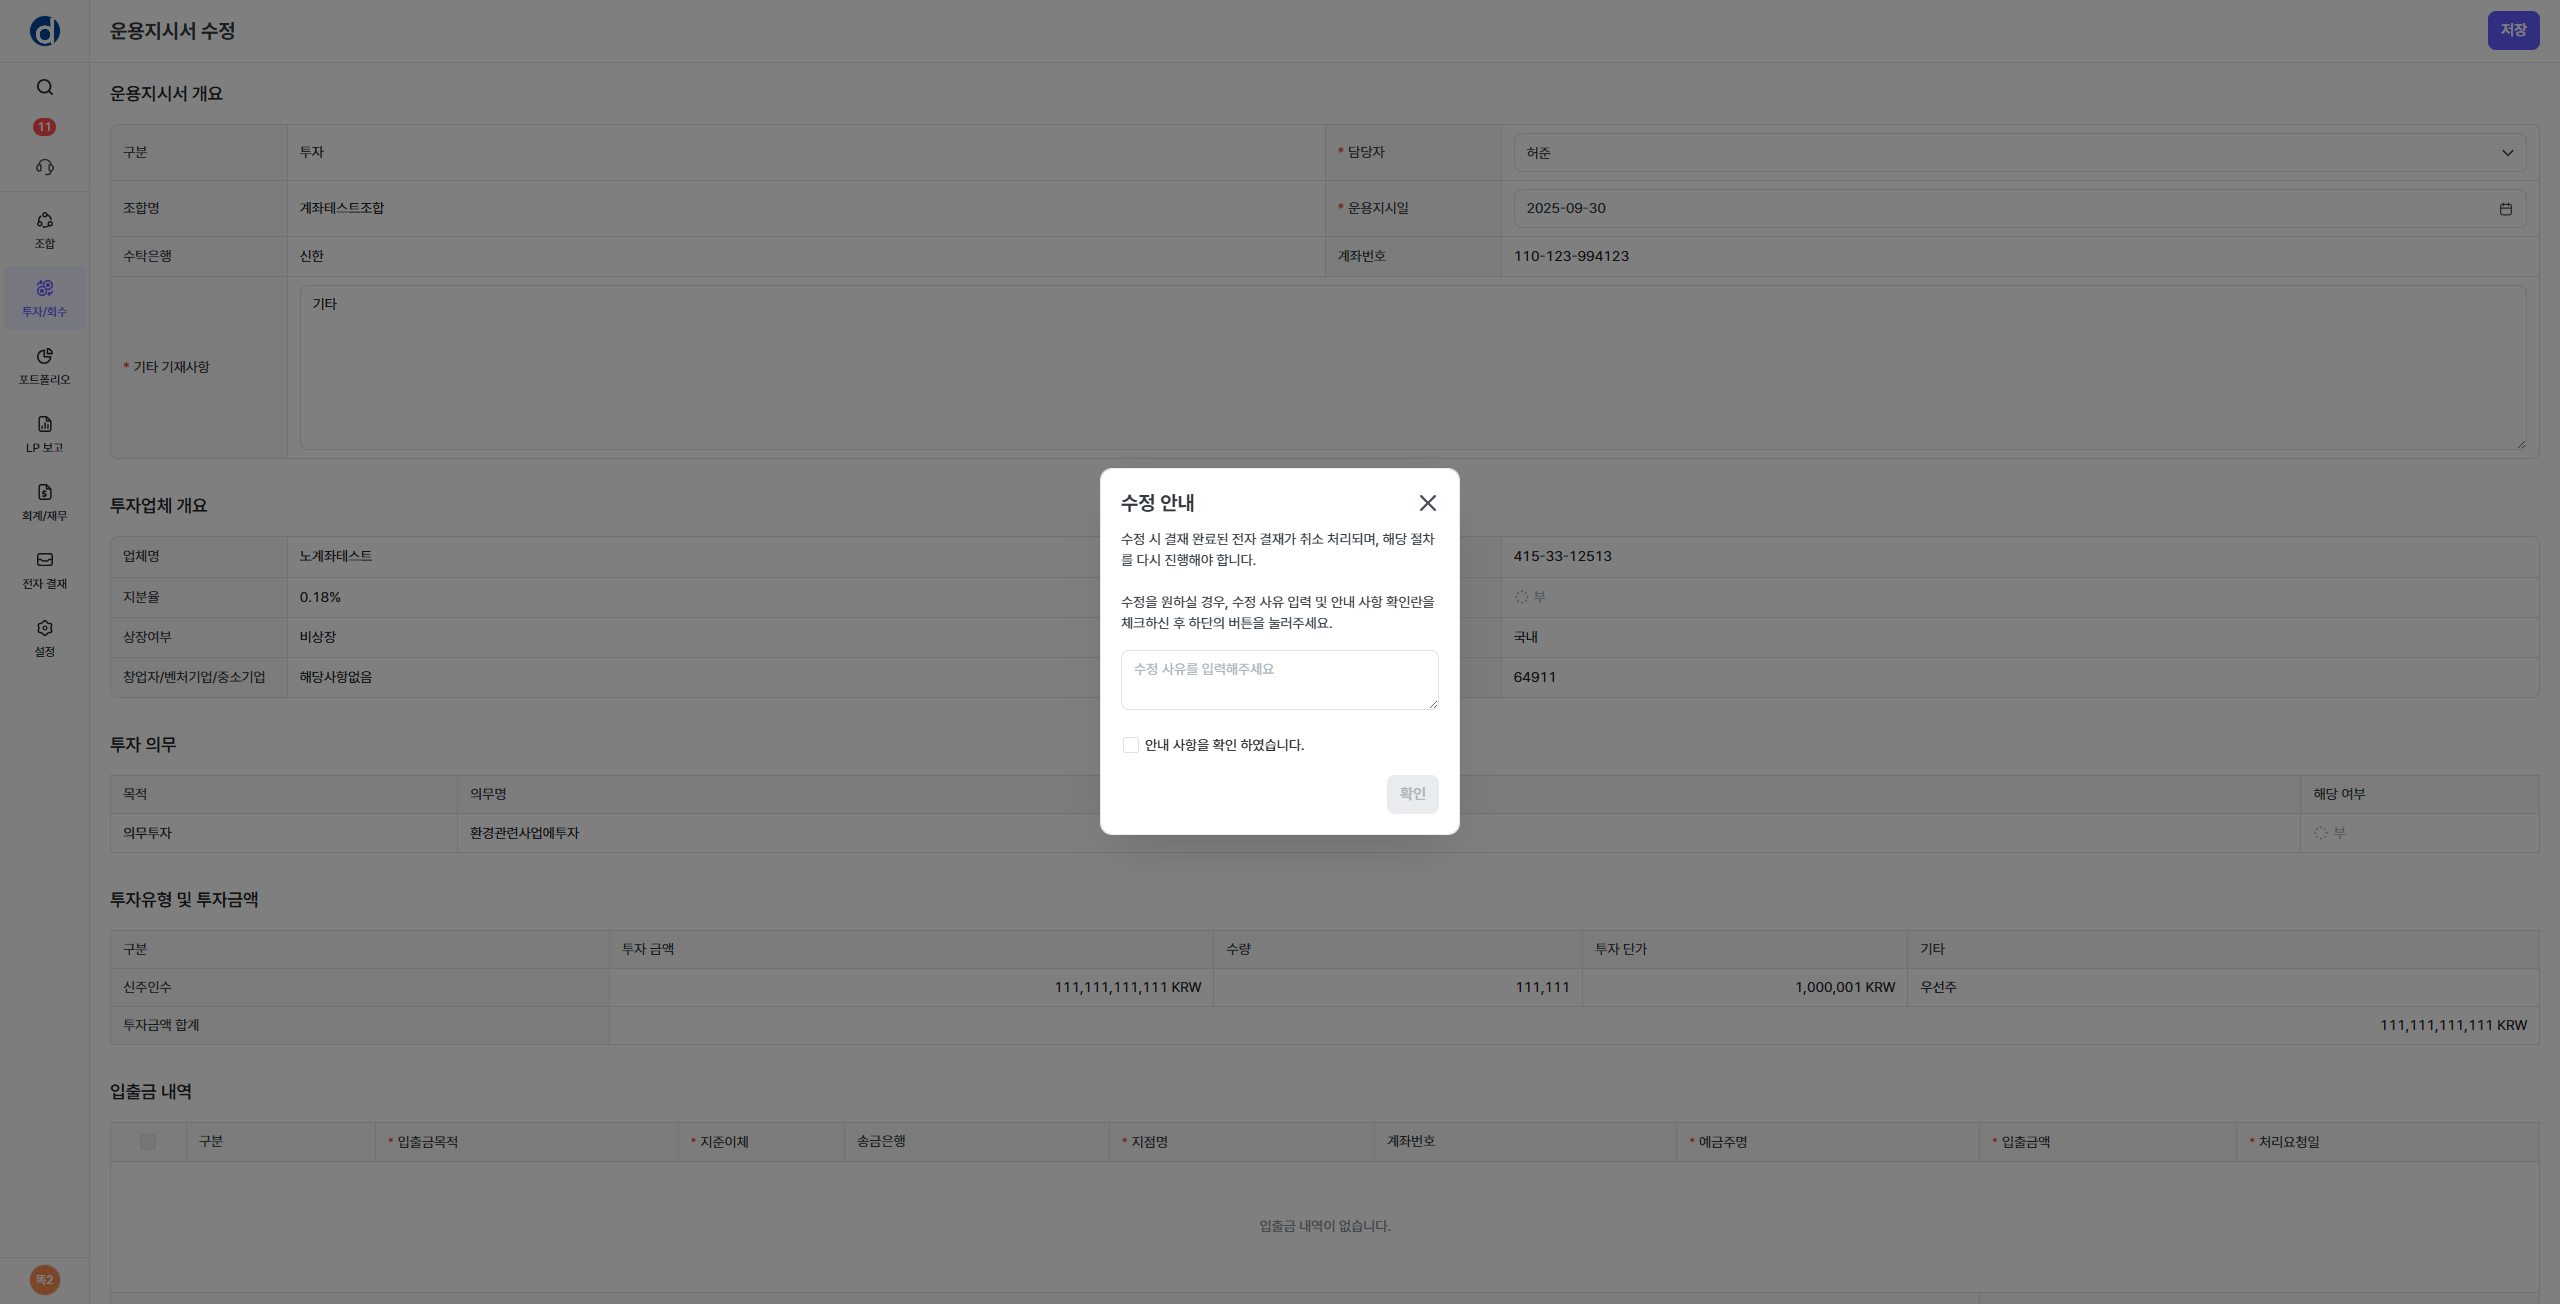 운용지시서 수정
저장
11
조합
투자/회수
포트폴리오
LP 보고
회계/재무
전자 결재
설정
똑2
운용지시서 개요
구분 투자 * 담당자 허준
조합명 계좌테스트조합 * 운용지시일 2025-09-30
수탁은행 신한 계좌번호 110-123-994123
* 기타 기재사항 기타
투자업체 개요
업체명 노계좌테스트 415-33-12513
지분율 0.18% 부
상장여부 비상장 국내
창업자/벤처기업/중소기업 해당사항없음 64911
수정 안내
수정 시 결재 완료된 전자 결재가 취소 처리되며, 해당 절차
를 다시 진행해야 합니다.
수정을 원하실 경우, 수정 사유 입력 및 안내 사항 확인란을
체크하신 후 하단의 버튼을 눌러주세요.
수정 사유를 입력해주세요
안내 사항을 확인 하였습니다.
확인
투자 의무
목적 의무명 해당 여부
의무투자 환경관련사업에투자 부
투자유형 및 투자금액
구분 투자 금액 수량 투자 단가 기타
신주인수 111,111,111,111 KRW 111,111 1,000,001 KRW 우선주
투자금액 합계 111,111,111,111 KRW
입출금 내역
구분 * 입출금목적 * 지준이체 송금은행 * 지점명 계좌번호 * 예금주명 * 입출금액 * 처리요청일
입출금 내역이 없습니다.